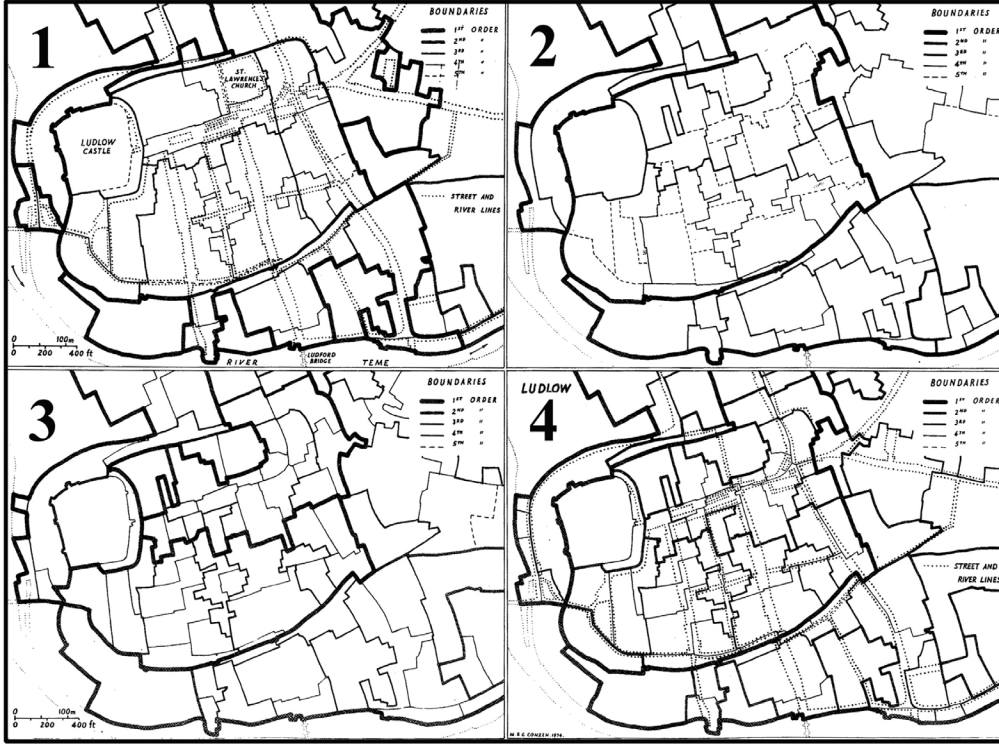 1
BOUNDARIES
1ST ORDER
2ND "
3RD "
4TH "
5TH "
ST.
LAWRENCE'S
CHURCH
LUDLOW
CASTLE
STREET AND
RIVER LINES
0 100m
0 200 400 ft
RIVER
LUDFORD
BRIDGE
TEME
2
BOUNDARIES
1ST ORDER
2ND "
3RD "
4TH "
5TH "
3
BOUNDARIES
1ST ORDER
2ND "
3RD "
4TH "
5TH "
0 100m
0 200 400 ft
LUDLOW
4
BOUNDARIES
1ST ORDER
2ND "
3RD "
4TH "
5TH "
STREET AND
RIVER LINES
M.R.G. CONZEN. 1976.